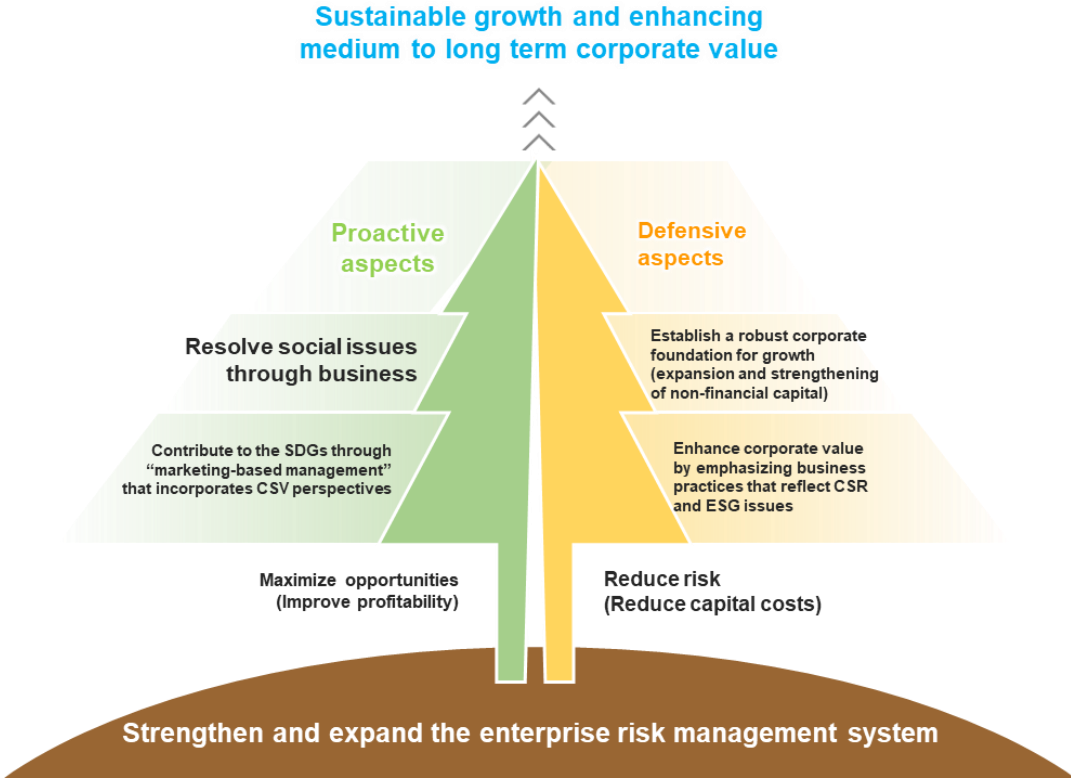 Sustainable growth and enhancing
medium to long term corporate value
Proactive
aspects
Defensive
aspects
Resolve social issues
through business
Establish a robust corporate
foundation for growth
(expansion and strengthening
of non-financial capital)
Contribute to the SDGs through
“marketing-based management”
that incorporates CSV perspectives
Enhance corporate value
by emphasizing business
practices that reflect CSR
and ESG issues
Maximize opportunities
(Improve profitability)
Reduce risk
(Reduce capital costs)
Strengthen and expand the enterprise risk management system